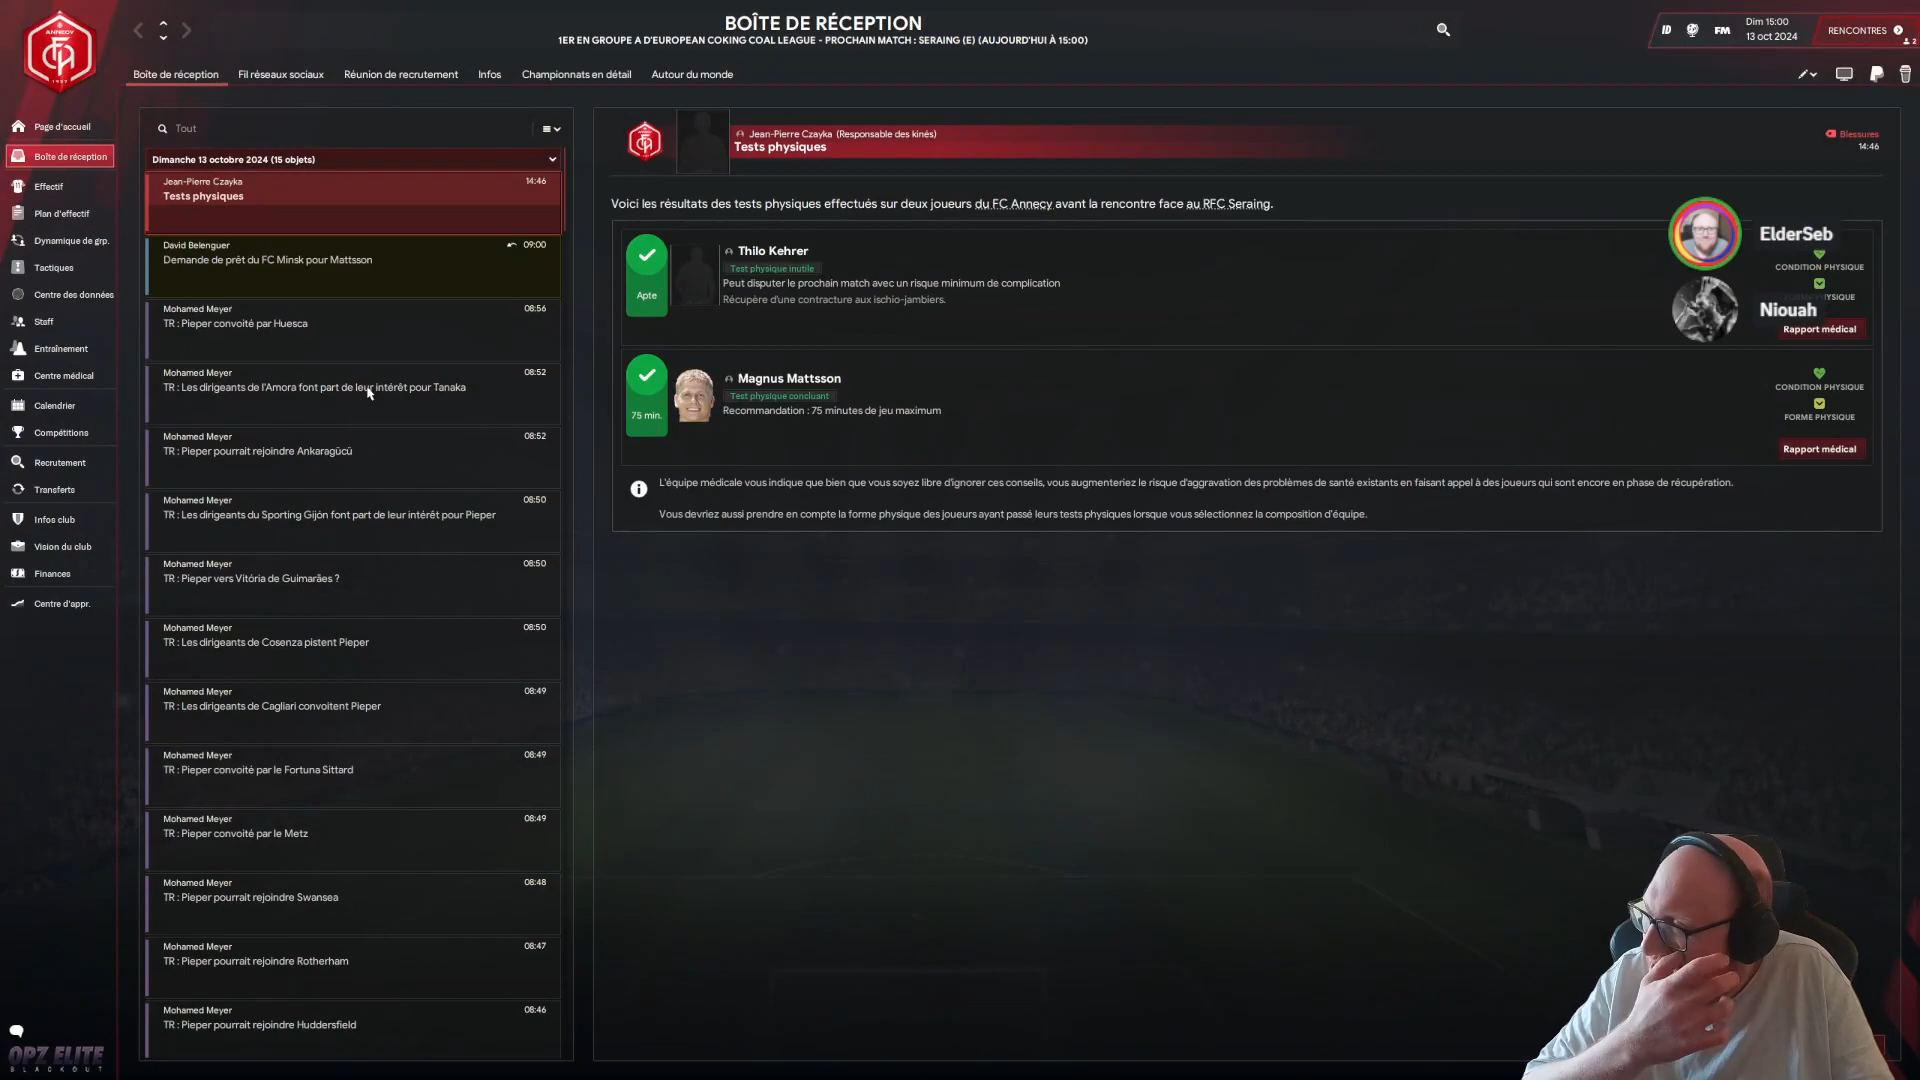 BOÎTE DE RÉCEPTION
1ER EN GROUPE A D'EUROPEAN COKING COAL LEAGUE - PROCHAIN MATCH : SERAING (E) (AUJOURD'HUI À 15:00)
ANNECY
ID
FM
Dim 15:00
13 oct 2024
RENCONTRES
2
Boîte de réception
Fil réseaux sociaux
Réunion de recrutement
Infos
Championnats en détail
Autour du monde
Page d'accueil
Boîte de réception
Effectif
Plan d'effectif
Dynamique de grp.
Tactiques
Centre des données
Staff
Entraînement
Centre médical
Calendrier
Compétitions
Recrutement
Transferts
Infos club
Vision du club
Finances
Centre d'appr.
OPZ ELITE
BLACKOUT
Tout
Dimanche 13 octobre 2024 (15 objets)
Jean-Pierre Czayka 14:46
Tests physiques
David Belenguer 09:00
Demande de prêt du FC Minsk pour Mattsson
Mohamed Meyer 08:56
TR : Pieper convoité par Huesca
Mohamed Meyer 08:52
TR : Les dirigeants de l'Amora font part de leur intérêt pour Tanaka
Mohamed Meyer 08:52
TR : Pieper pourrait rejoindre Ankaragücü
Mohamed Meyer 08:50
TR : Les dirigeants du Sporting Gijón font part de leur intérêt pour Pieper
Mohamed Meyer 08:50
TR : Pieper vers Vitória de Guimarães ?
Mohamed Meyer 08:50
TR : Les dirigeants de Cosenza pistent Pieper
Mohamed Meyer 08:49
TR : Les dirigeants de Cagliari convoitent Pieper
Mohamed Meyer 08:49
TR : Pieper convoité par le Fortuna Sittard
Mohamed Meyer 08:49
TR : Pieper convoité par le Metz
Mohamed Meyer 08:48
TR : Pieper pourrait rejoindre Swansea
Mohamed Meyer 08:47
TR : Pieper pourrait rejoindre Rotherham
Mohamed Meyer 08:46
TR : Pieper pourrait rejoindre Huddersfield
Jean-Pierre Czayka (Responsable des kinés)
Tests physiques
Blessures
14:46
Voici les résultats des tests physiques effectués sur deux joueurs du FC Annecy avant la rencontre face au RFC Seraing.
Apte
Thilo Kehrer
Test physique inutile
Peut disputer le prochain match avec un risque minimum de complication
Récupère d'une contracture aux ischio-jambiers.
ElderSeb
CONDITION PHYSIQUE
Niouah
Rapport médical
75 min.
Magnus Mattsson
Test physique concluant
Recommandation : 75 minutes de jeu maximum
CONDITION PHYSIQUE
FORME PHYSIQUE
Rapport médical
L'équipe médicale vous indique que bien que vous soyez libre d'ignorer ces conseils, vous augmenteriez le risque d'aggravation des problèmes de santé existants en faisant appel à des joueurs qui sont encore en phase de récupération.
Vous devriez aussi prendre en compte la forme physique des joueurs ayant passé leurs tests physiques lorsque vous sélectionnez la composition d'équipe.